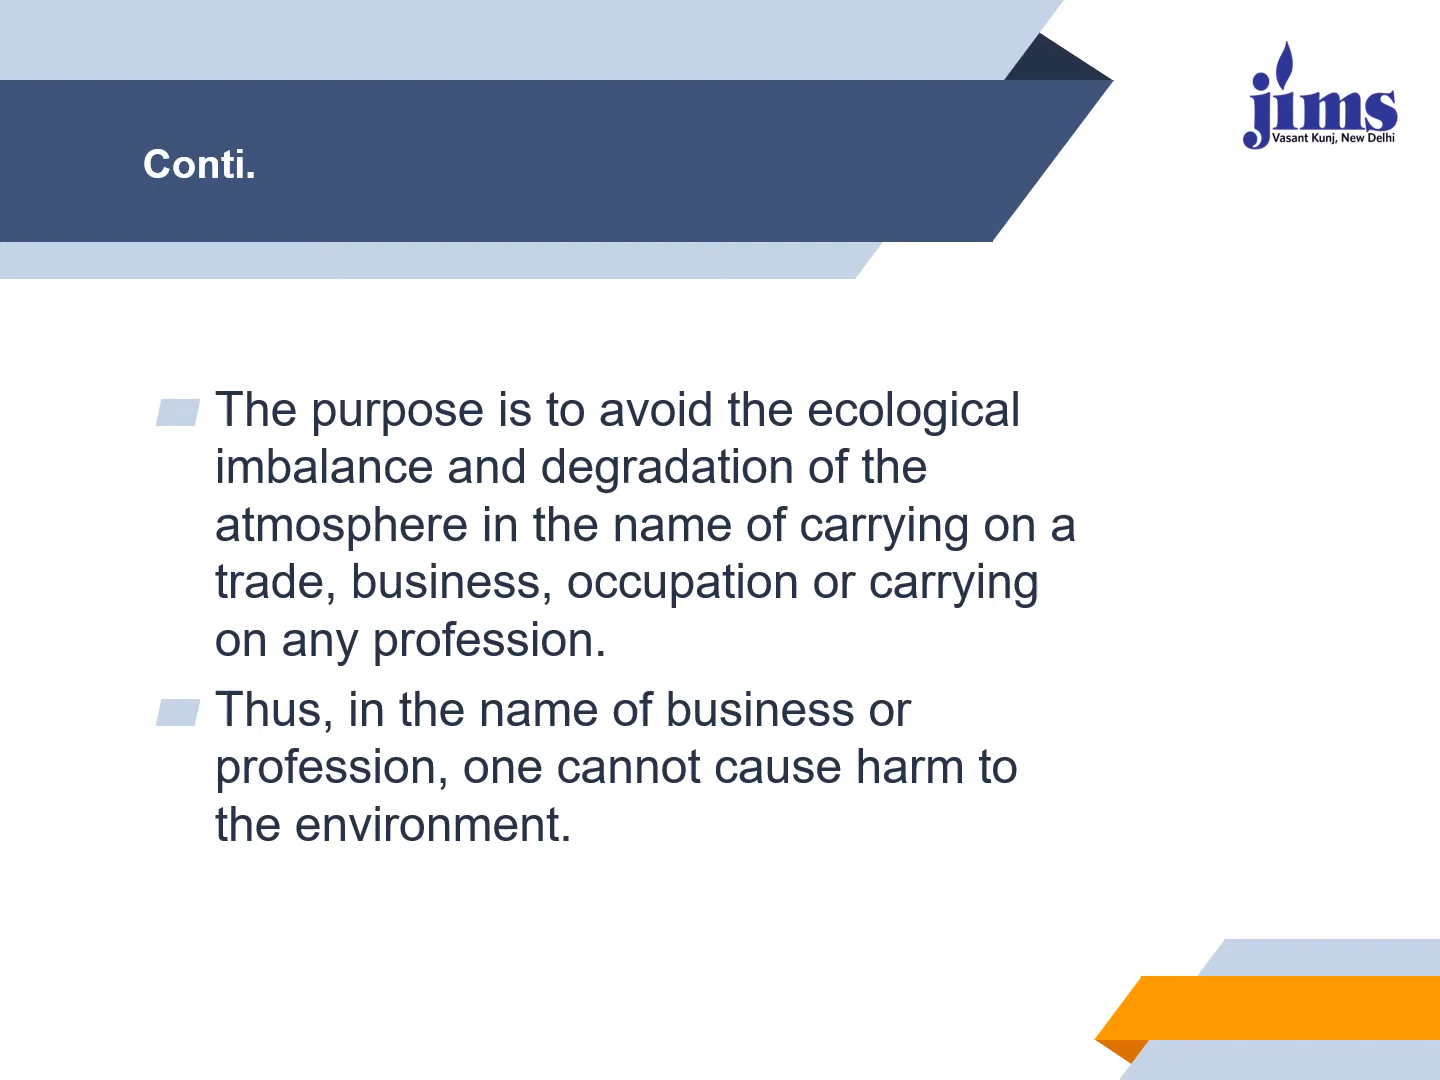 jims
Vasant Kunj, New Delhi
Conti.
The purpose is to avoid the ecological
imbalance and degradation of the
atmosphere in the name of carrying on a
trade, business, occupation or carrying
on any profession.
Thus, in the name of business or
profession, one cannot cause harm to
the environment.